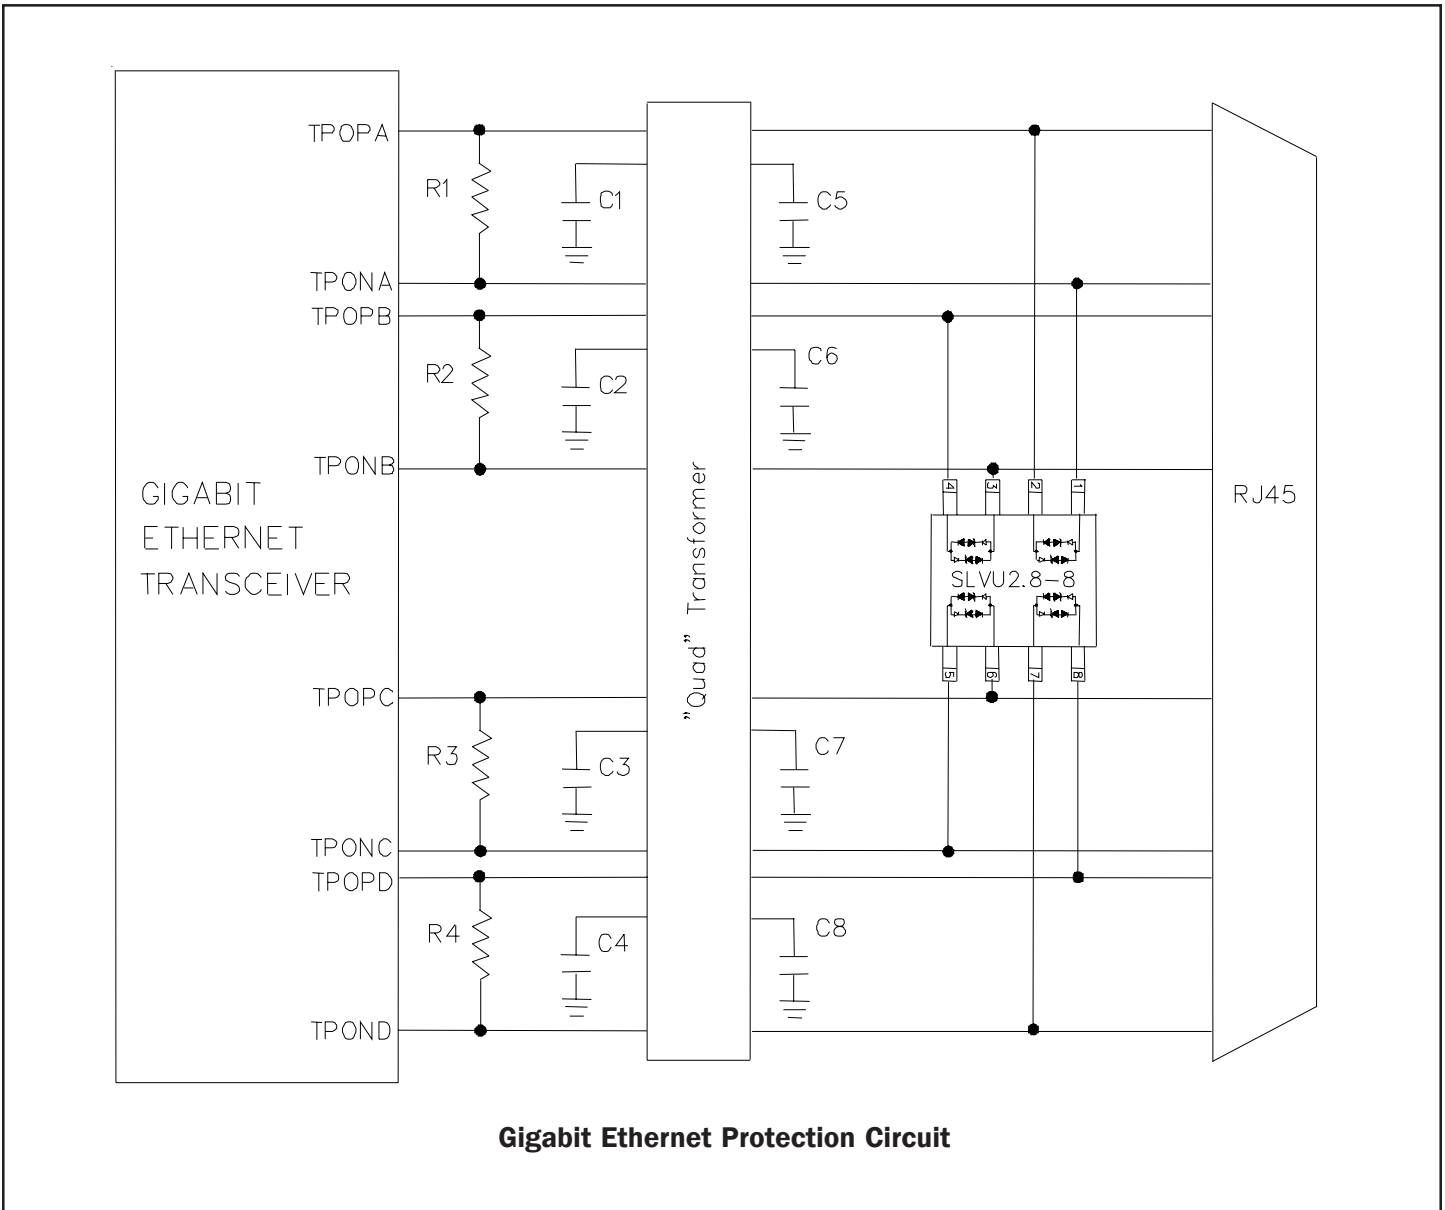 TPOPA
R1
C1
C5
TPONA
TPOPB
R2
C2
C6
TPONB
GIGABIT
ETHERNET
TRANSCEIVER
"Quad" Transformer
4 3 2 1
RJ45
SLVU2.8-8
5 6 7 8
TPOPC
R3
C3
C7
TPONC
TPOPD
R4
C4
C8
TPOND
Gigabit Ethernet Protection Circuit